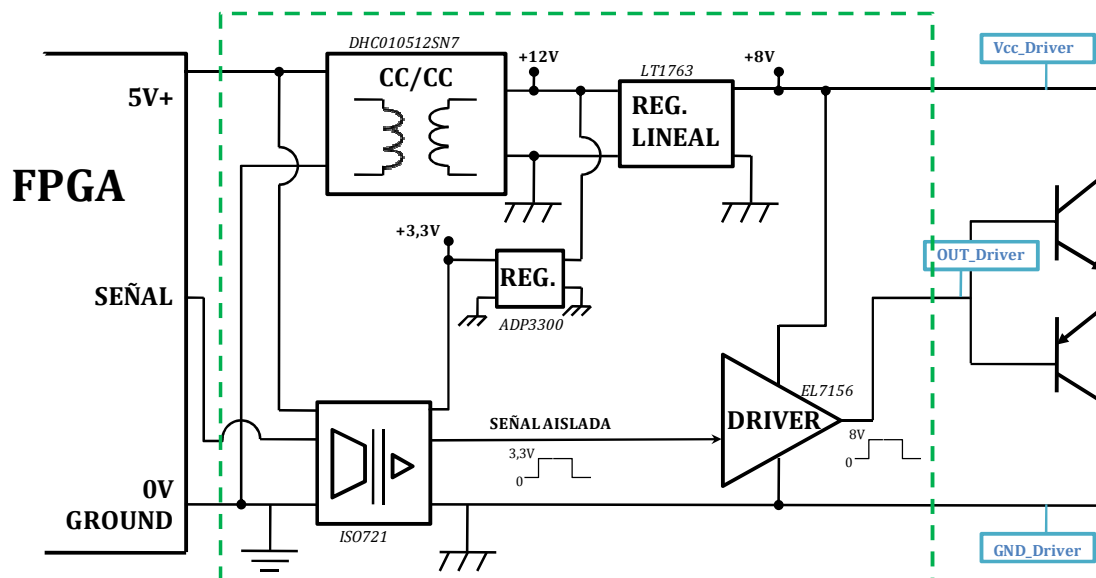 DHC010512SN7
CC/CC
+12V
LT1763
+8V
Vcc_Driver
5V+
REG.
LINEAL
FPGA
+3,3V
REG.
ADP3300
OUT_Driver
SEÑAL
EL7156
DRIVER
SEÑAL AISLADA
3,3V
0
8V
0
0V
GROUND
ISO721
GND_Driver